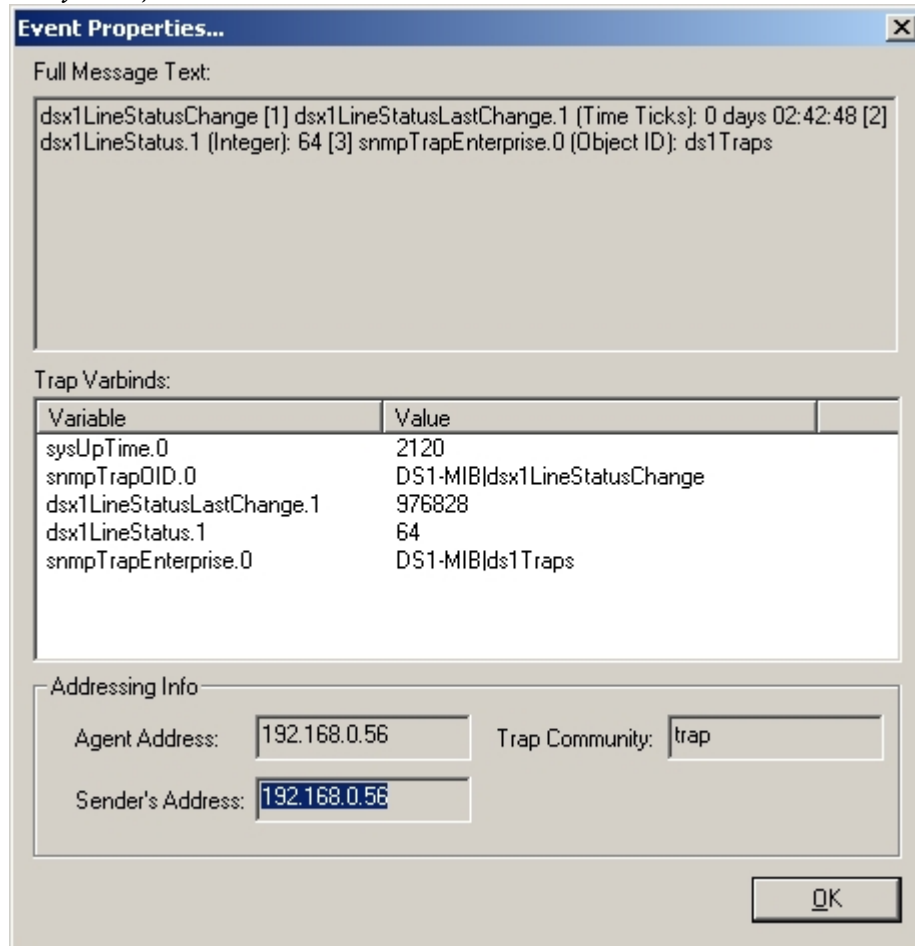 Event Properties...
Full Message Text:
dsx1LineStatusChange [1] dsx1LineStatusLastChange.1 (Time Ticks): 0 days 02:42:48 [2]
dsx1LineStatus.1 (Integer): 64 [3] snmpTrapEnterprise.0 (Object ID): ds1Traps
Trap Varbinds:
Variable Value
sysUpTime.0 2120
snmpTrapOID.0 DS1-MIB|dsx1LineStatusChange
dsx1LineStatusLastChange.1 976828
dsx1LineStatus.1 64
snmpTrapEnterprise.0 DS1-MIB|ds1Traps
Addressing Info
Agent Address: 192.168.0.56 Trap Community: trap
Sender's Address: 192.168.0.56
OK